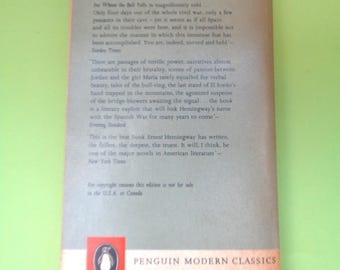 for Whom the Bell Tolls is magnificently told
'Only four days out of the whole civil war, only a few
peasants in their cave - yet it seems as if all Spain
and all its troubles were here, and it is impossible not
to admire the manner in which this immense feat has
been accomplished. You are, indeed, moved and held' -
Sunday Times
'There are passages of terrific power, narratives almost
unbearable in their brutality, scenes of passion between
Jordan and the girl Maria rarely equalled for verbal
beauty, tales of the bull-ring, the last stand of El Sordo's
band trapped in the mountains, the agonized suspense
of the bridge-blowers awaiting the signal ... the book
is a literary exploit that will link Hemingway's name
with the Spanish War for many years to come' -
Evening Standard
'This is the best book Ernest Hemingway has written,
the fullest, the deepest, the truest. It will, I think, be
one of the major novels in American literature' -
New York Times
For copyright reasons this edition is not for sale
in the U.S.A. or Canada
PENGUIN MODERN CLASSICS